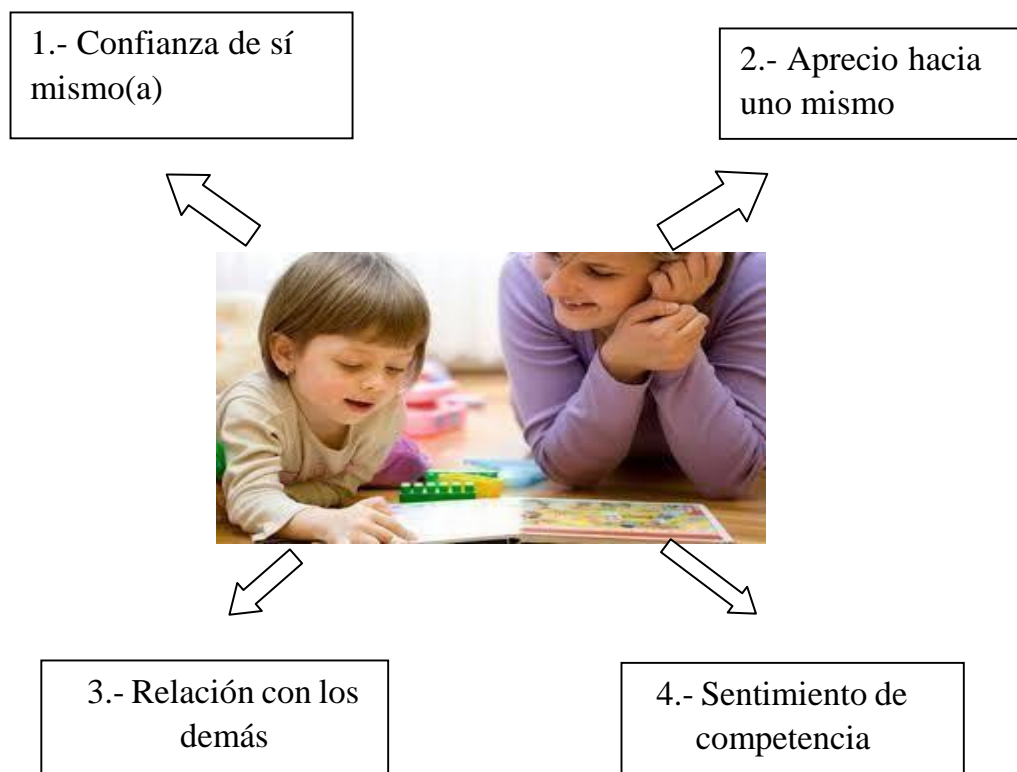 1.- Confianza de sí
mismo(a)
2.- Aprecio hacia
uno mismo
3.- Relación con los
demás
4.- Sentimiento de
competencia